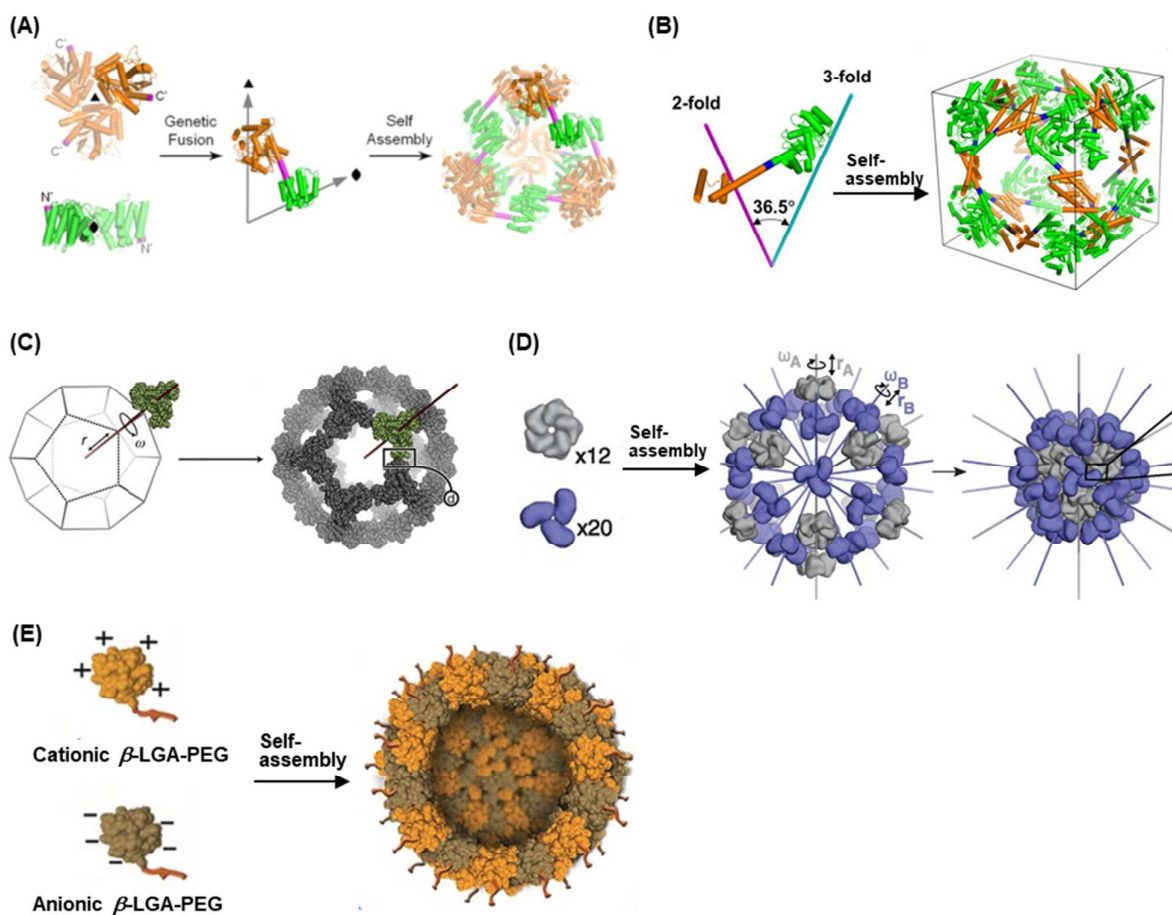 (A)
C'
C'
C'
N'
N'
Genetic
Fusion
Self
Assembly
(B)
2-fold
3-fold
36.5°
Self-
assembly
(C)
r
ω
d
(D)
x12
x20
Self-
assembly
ωA
rA
ωB
rB
(E)
+ + + +
Cationic β-LGA-PEG
Anionic β-LGA-PEG
Self-
assembly